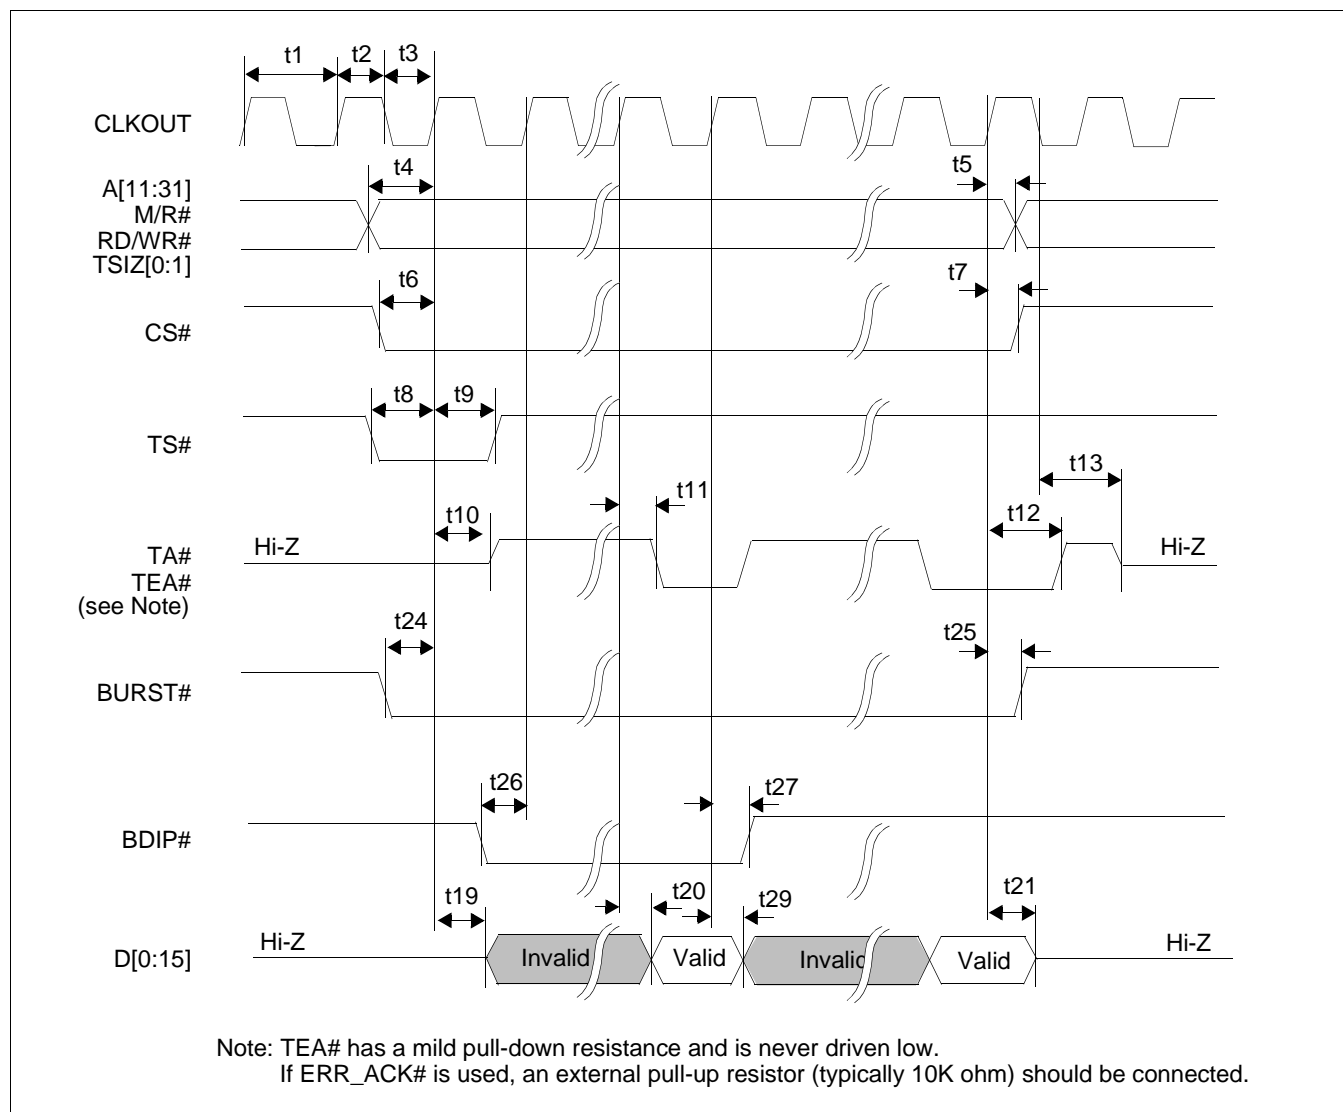 t1
t2
t3
CLKOUT
t4
t5
A[11:31]
M/R#
RD/WR#
TSIZ[0:1]
t6
t7
CS#
t8
t9
TS#
t10
t11
t12
t13
TA#
TEA#
(see Note)
Hi-Z
Hi-Z
t24
t25
BURST#
t26
t27
BDIP#
t19
t20
t29
t21
D[0:15]
Hi-Z
Invalid
Valid
Invalid
Valid
Hi-Z
Note: TEA# has a mild pull-down resistance and is never driven low.
If ERR_ACK# is used, an external pull-up resistor (typically 10K ohm) should be connected.